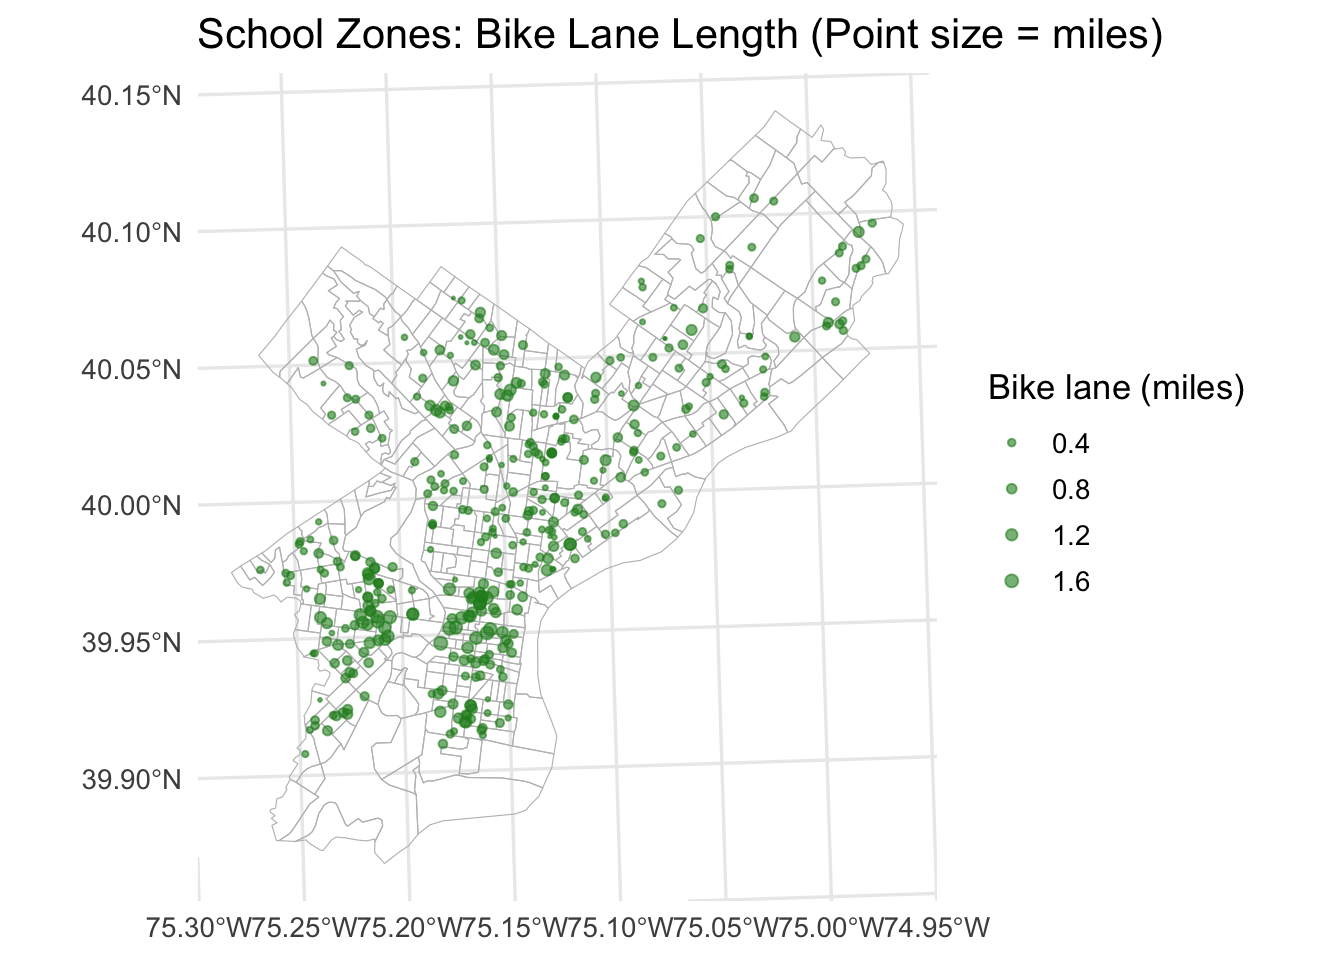 School Zones: Bike Lane Length (Point size = miles)
40.15°N
40.10°N
40.05°N
40.00°N
39.95°N
39.90°N
75.30°W75.25°W75.20°W75.15°W75.10°W75.05°W75.00°W74.95°W
Bike lane (miles)
0.4
0.8
1.2
1.6